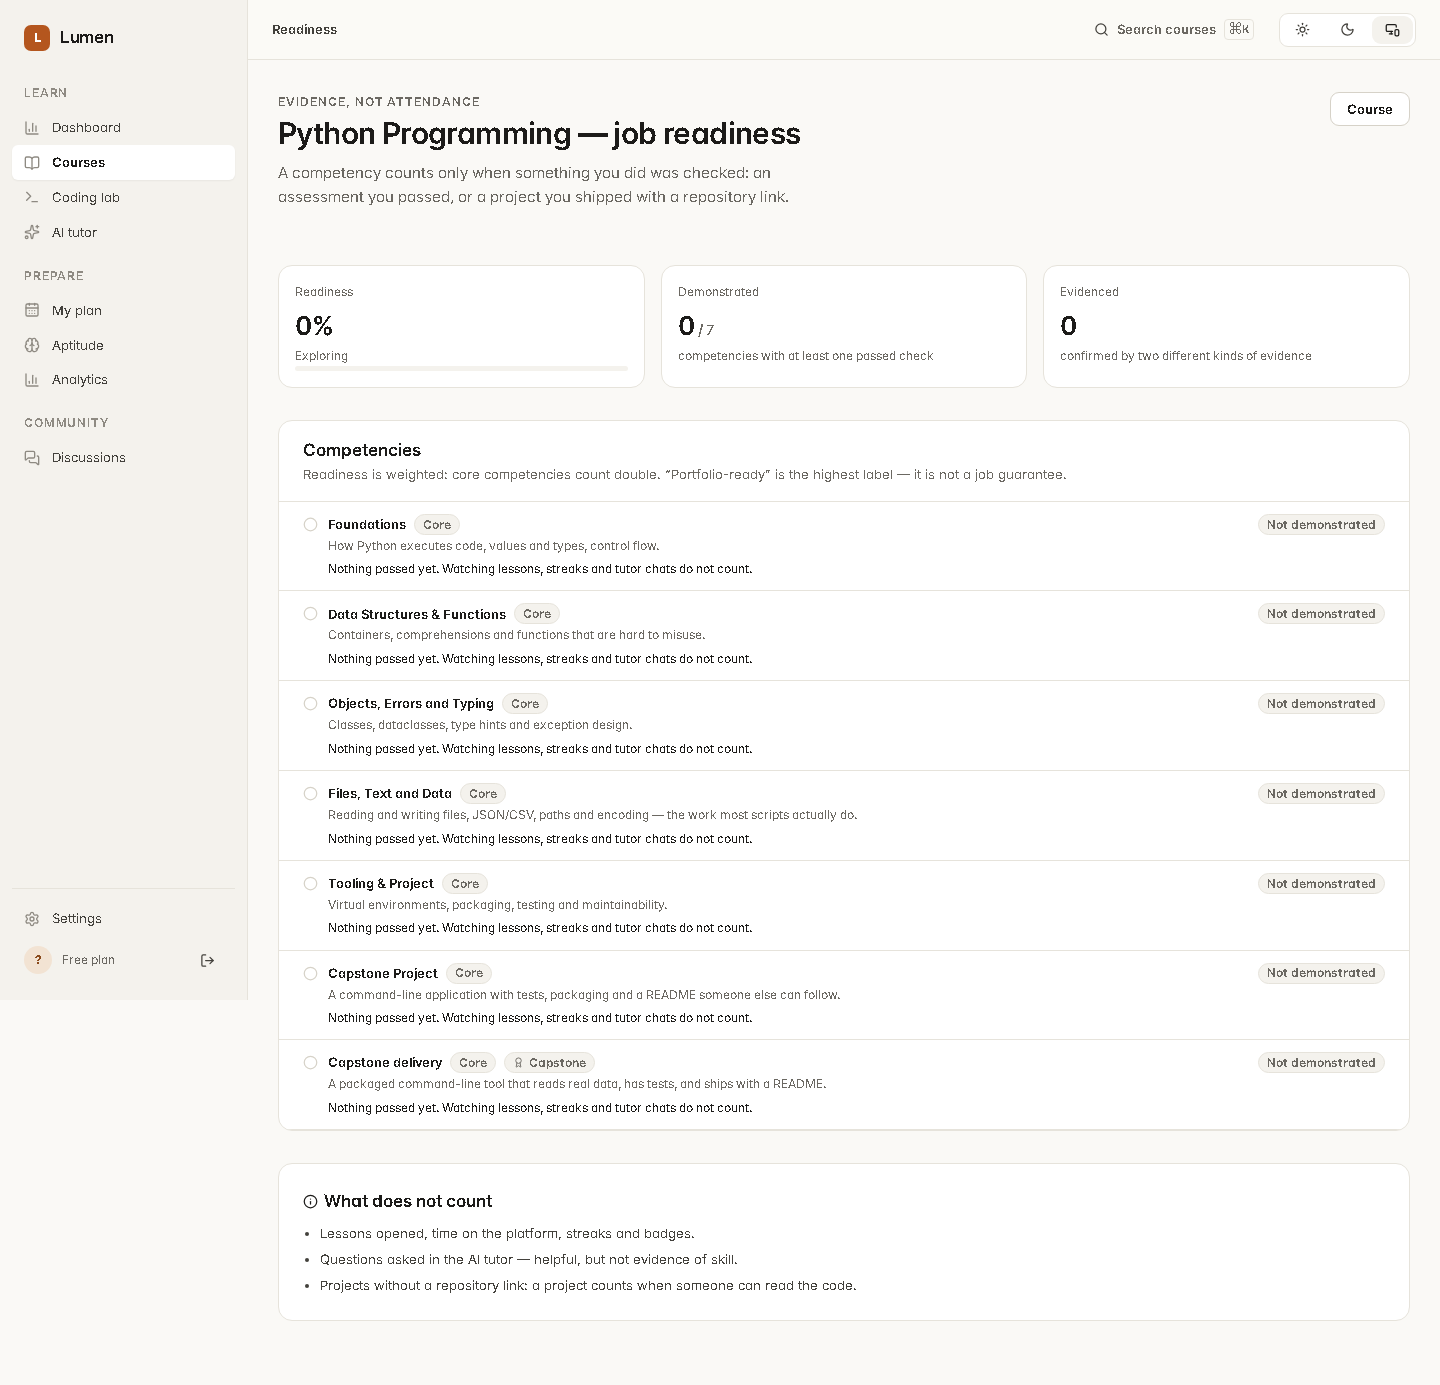 L Lumen
LEARN
Dashboard
Courses
Coding lab
AI tutor
PREPARE
My plan
Aptitude
Analytics
COMMUNITY
Discussions
Settings
? Free plan
Readiness
Search courses ⌘K
EVIDENCE, NOT ATTENDANCE
Python Programming — job readiness
A competency counts only when something you did was checked: an
assessment you passed, or a project you shipped with a repository link.
Course
Readiness
0%
Exploring
Demonstrated
0 / 7
competencies with at least one passed check
Evidenced
0
confirmed by two different kinds of evidence
Competencies
Readiness is weighted: core competencies count double. “Portfolio-ready” is the highest label — it is not a job guarantee.
Foundations Core Not demonstrated
How Python executes code, values and types, control flow.
Nothing passed yet. Watching lessons, streaks and tutor chats do not count.
Data Structures & Functions Core Not demonstrated
Containers, comprehensions and functions that are hard to misuse.
Nothing passed yet. Watching lessons, streaks and tutor chats do not count.
Objects, Errors and Typing Core Not demonstrated
Classes, dataclasses, type hints and exception design.
Nothing passed yet. Watching lessons, streaks and tutor chats do not count.
Files, Text and Data Core Not demonstrated
Reading and writing files, JSON/CSV, paths and encoding — the work most scripts actually do.
Nothing passed yet. Watching lessons, streaks and tutor chats do not count.
Tooling & Project Core Not demonstrated
Virtual environments, packaging, testing and maintainability.
Nothing passed yet. Watching lessons, streaks and tutor chats do not count.
Capstone Project Core Not demonstrated
A command-line application with tests, packaging and a README someone else can follow.
Nothing passed yet. Watching lessons, streaks and tutor chats do not count.
Capstone delivery Core Capstone Not demonstrated
A packaged command-line tool that reads real data, has tests, and ships with a README.
Nothing passed yet. Watching lessons, streaks and tutor chats do not count.
What does not count
• Lessons opened, time on the platform, streaks and badges.
• Questions asked in the AI tutor — helpful, but not evidence of skill.
• Projects without a repository link: a project counts when someone can read the code.